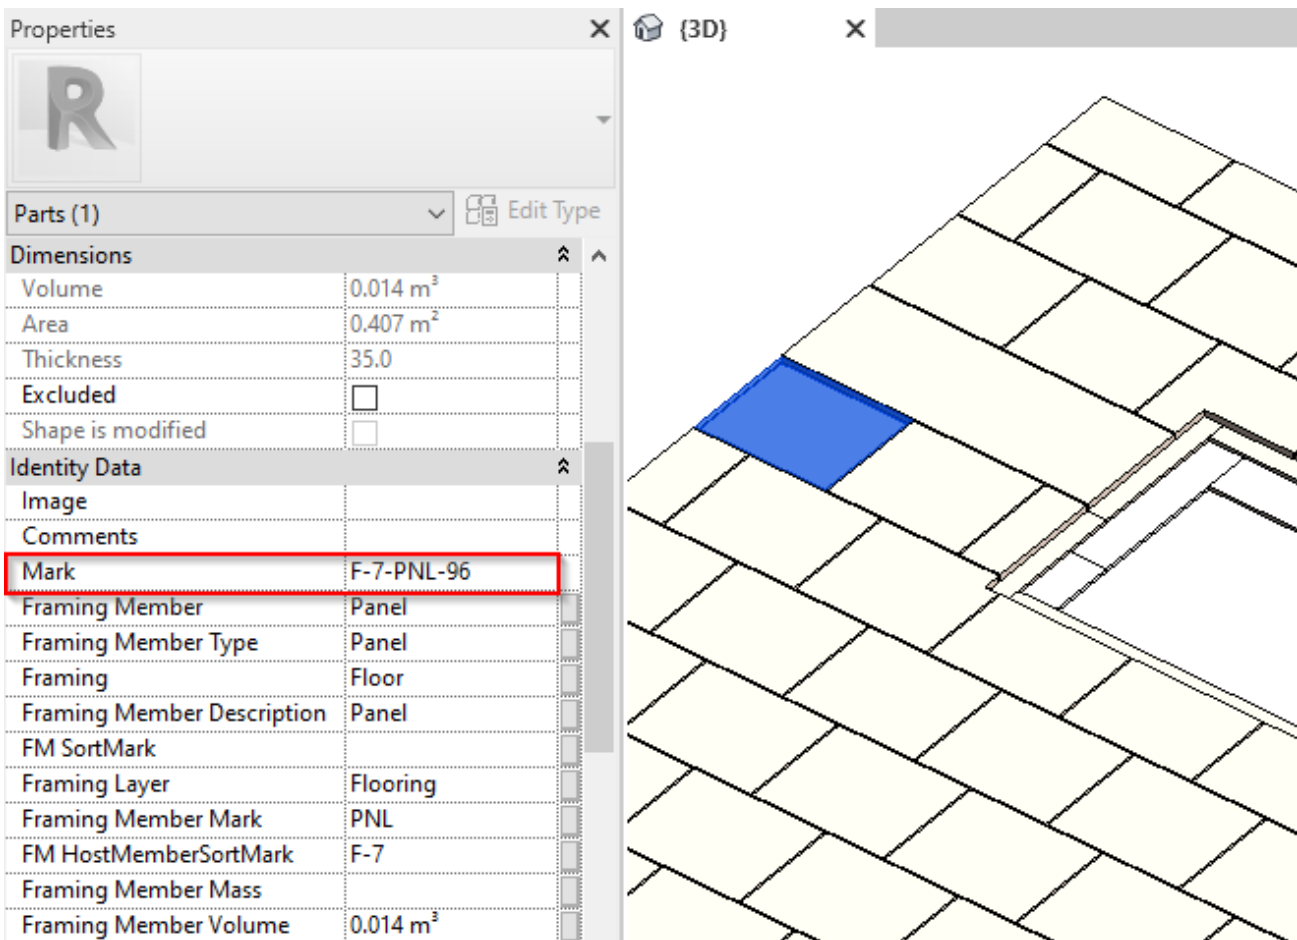 Properties
{3D}
Parts (1)
Edit Type
Dimensions
Volume 0.014 m³
Area 0.407 m²
Thickness 35.0
Excluded
Shape is modified
Identity Data
Image
Comments
Mark F-7-PNL-96
Framing Member Panel
Framing Member Type Panel
Framing Floor
Framing Member Description Panel
FM SortMark
Framing Layer Flooring
Framing Member Mark PNL
FM HostMemberSortMark F-7
Framing Member Mass
Framing Member Volume 0.014 m³